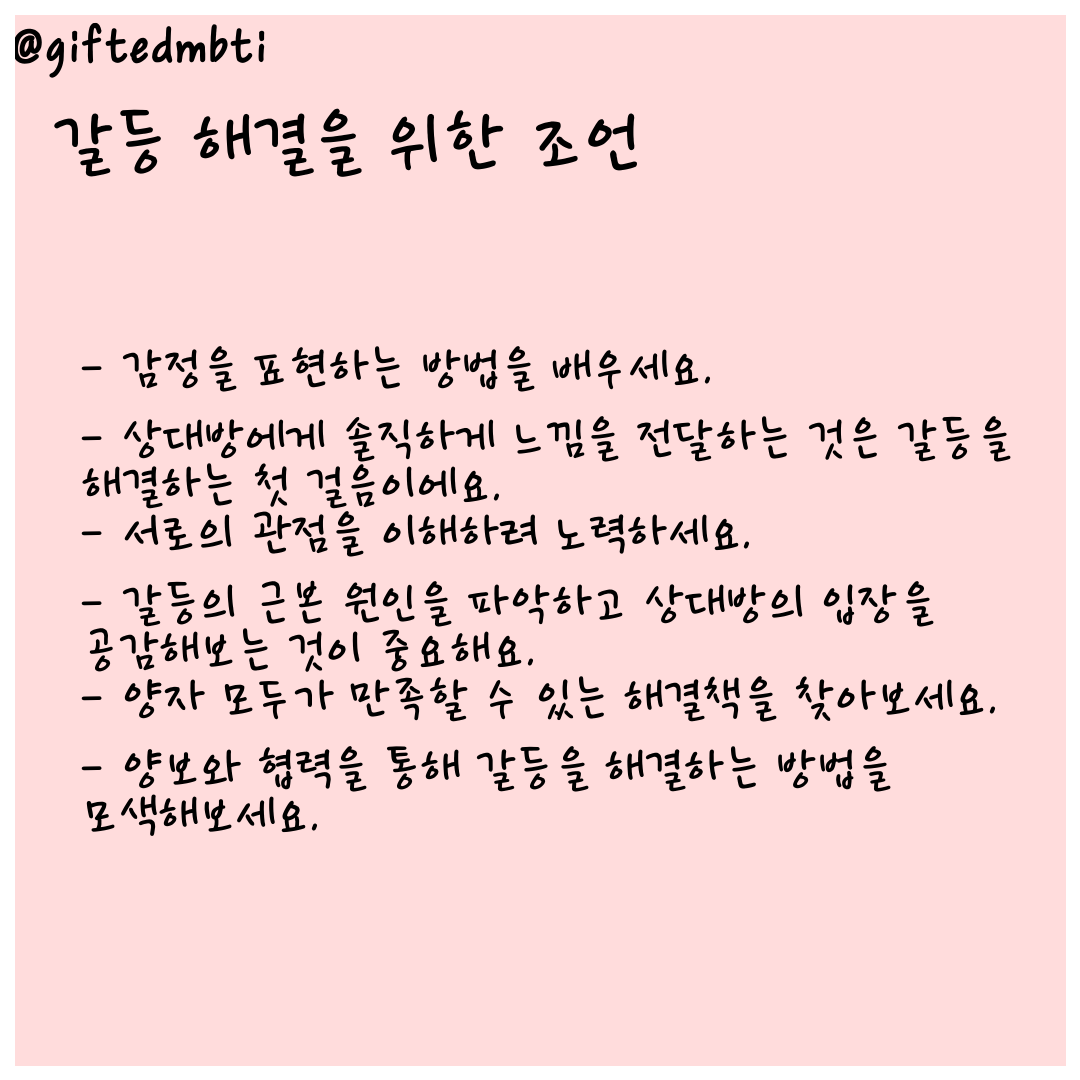 @giftedmbti
갈등 해결을 위한 조언
- 감정을 표현하는 방법을 배우세요.
- 상대방에게 솔직하게 느낌을 전달하는 것은 갈등을
해결하는 첫 걸음이에요.
- 서로의 관점을 이해하려 노력하세요.
- 갈등의 근본 원인을 파악하고 상대방의 입장을
공감해보는 것이 중요해요.
- 양자 모두가 만족할 수 있는 해결책을 찾아보세요.
- 양보와 협력을 통해 갈등을 해결하는 방법을
모색해보세요.